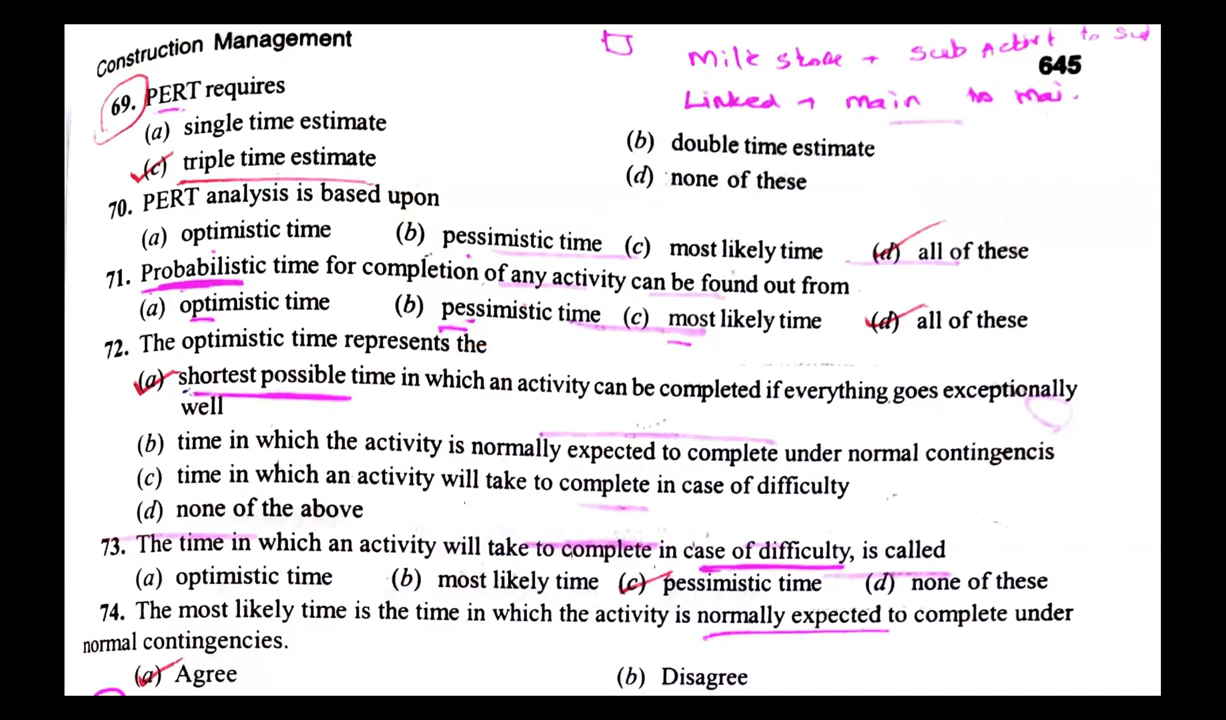 Construction Management
Milestone → Sub Activt to Sub
645
Linked → main to mai.
69. PERT requires
(a) single time estimate
(b) double time estimate
(c) triple time estimate
(d) none of these
70. PERT analysis is based upon
(a) optimistic time (b) pessimistic time (c) most likely time (d) all of these
71. Probabilistic time for completion of any activity can be found out from
(a) optimistic time (b) pessimistic time (c) most likely time (d) all of these
72. The optimistic time represents the
(a) shortest possible time in which an activity can be completed if everything goes exceptionally
well
(b) time in which the activity is normally expected to complete under normal contingencis
(c) time in which an activity will take to complete in case of difficulty
(d) none of the above
73. The time in which an activity will take to complete in case of difficulty, is called
(a) optimistic time (b) most likely time (c) pessimistic time (d) none of these
74. The most likely time is the time in which the activity is normally expected to complete under
normal contingencies.
(a) Agree (b) Disagree